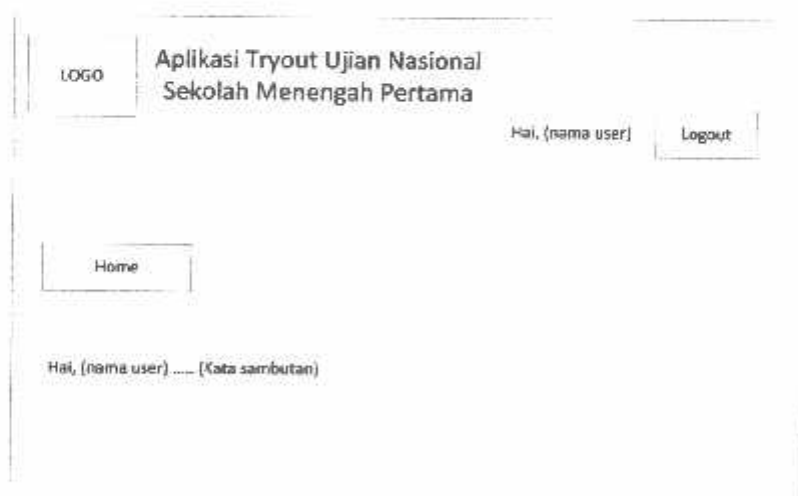 LOGO
Aplikasi Tryout Ujian Nasional
Sekolah Menengah Pertama
Hai, (nama user)
Logout
Home
Hai, (nama user) ..... (Kata sambutan)